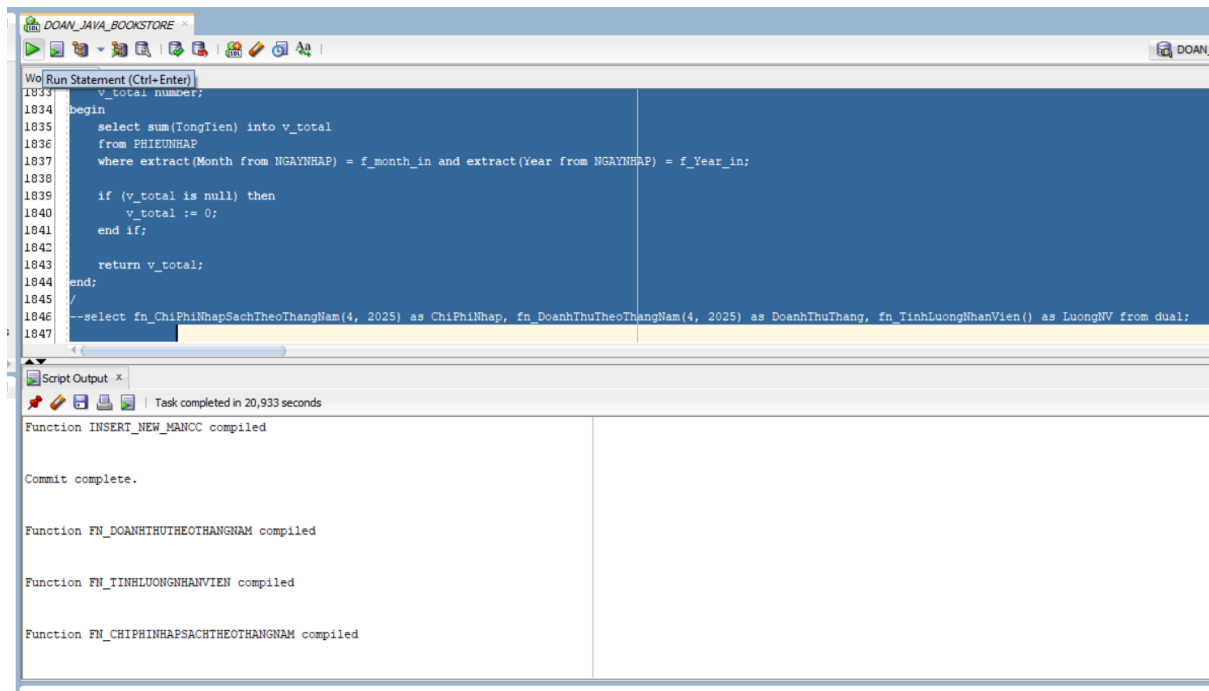 DOAN_JAVA_BOOKSTORE
DOAN_
Wo
Run Statement (Ctrl+Enter)
1833 v_total number;
1834 begin
1835 select sum(TongTien) into v_total
1836 from PHIEUNHAP
1837 where extract(Month from NGAYNHAP) = f_month_in and extract(Year from NGAYNHAP) = f_Year_in;
1838
1839 if (v_total is null) then
1840 v_total := 0;
1841 end if;
1842
1843 return v_total;
1844 end;
1845 /
1846 --select fn_ChiPhiNhapSachTheoThangNam(4, 2025) as ChiPhiNhap, fn_DoanhThuTheoThangNam(4, 2025) as DoanhThuThang, fn_TinhLuongNhanVien() as LuongNV from dual;
1847
Script Output x
Task completed in 20,933 seconds
Function INSERT_NEW_MANCC compiled
Commit complete.
Function FN_DOANHTHUTHEOTHANGNAM compiled
Function FN_TINHLUONGNHANVIEN compiled
Function FN_CHIPHINHAPSACHTHEOTHANGNAM compiled